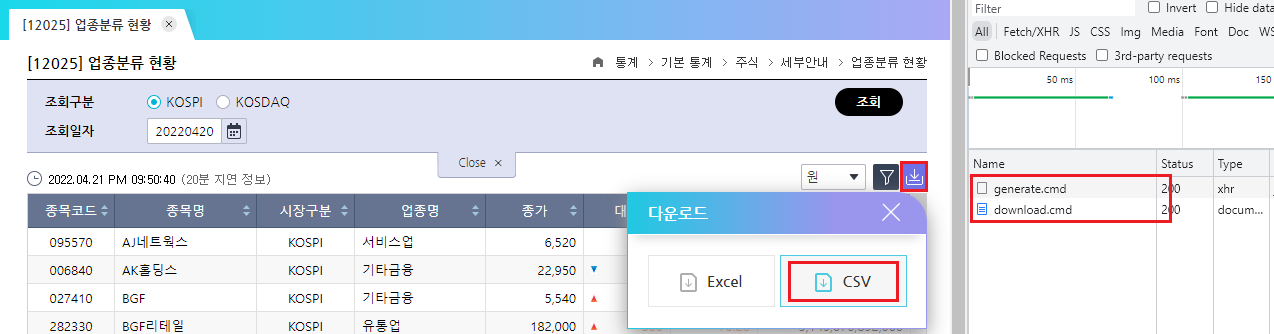 [12025] 업종분류 현황 ×
[12025] 업종분류 현황
통계 > 기본 통계 > 주식 > 세부안내 > 업종분류 현황
조회구분 KOSPI KOSDAQ 조회
조회일자 20220420
Close ×
2022.04.21 PM 09:50:40 (20분 지연 정보) 원
종목코드 종목명 시장구분 업종명 종가 대
095570 AJ네트웍스 KOSPI 서비스업 6,520
006840 AK홀딩스 KOSPI 기타금융 22,950 ▼
027410 BGF KOSPI 기타금융 5,540 ▲
282330 BGF리테일 KOSPI 유통업 182,000 ▲
다운로드
Excel CSV
Filter Invert Hide data
All Fetch/XHR JS CSS Img Media Font Doc WS
Blocked Requests 3rd-party requests
50 ms 100 ms 150
Name Status Type
generate.cmd 200 xhr
download.cmd 200 docum...